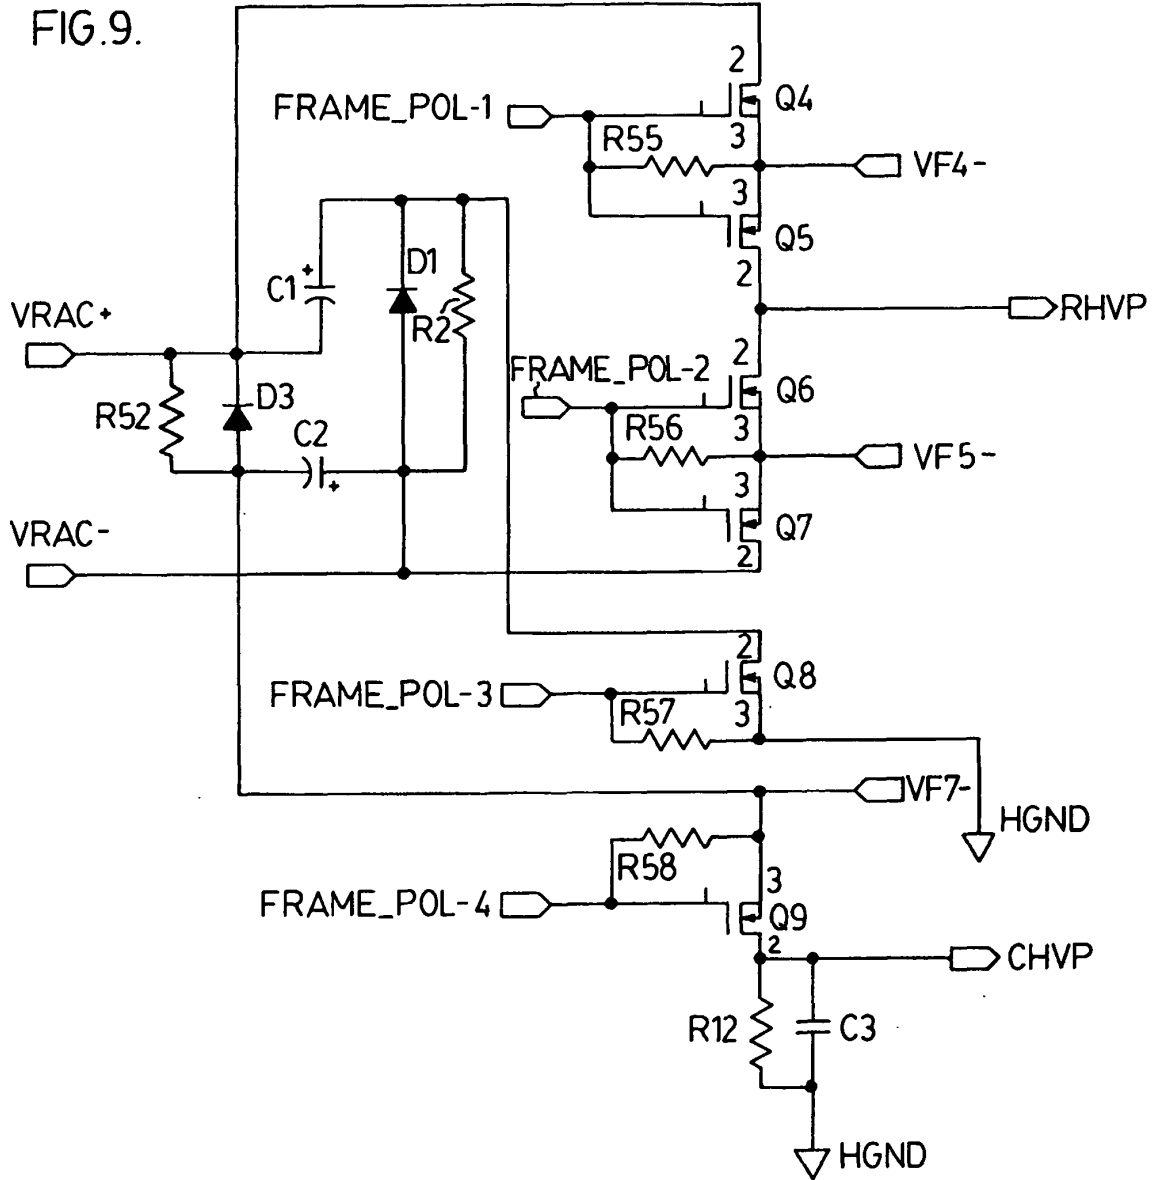 FIG.9.
2
FRAME_POL-1
Q4
3
R55
VF4-
3
Q5
2
D1
C1
+
R2
VRAC+
RHVP
2
FRAME_POL-2
Q6
D3
R52
C2
+
R56
3
VF5-
3
Q7
VRAC-
2
2
Q8
FRAME_POL-3
R57
3
VF7-
HGND
R58
3
FRAME_POL-4
Q9
2
CHVP
R12
C3
HGND